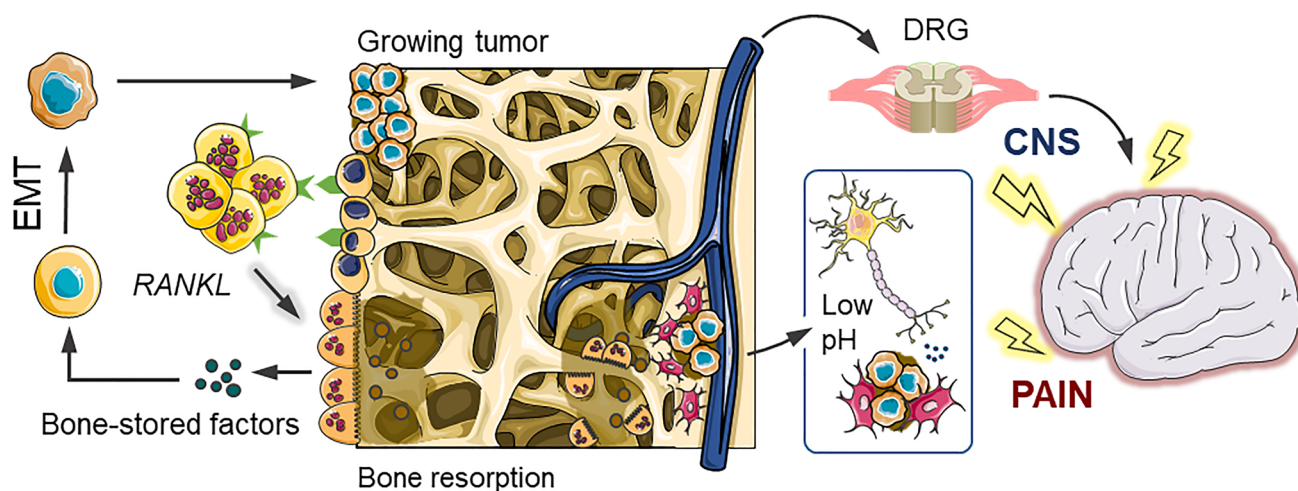 Growing tumor
DRG
EMT
CNS
RANKL
Low
pH
PAIN
Bone-stored factors
Bone resorption